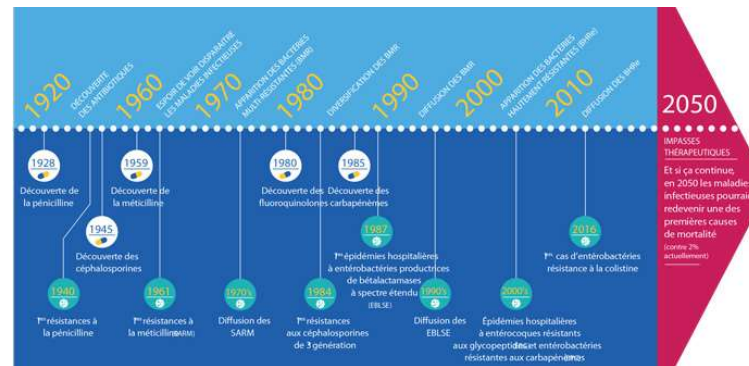 1920
DÉCOUVERTE
DES ANTIBIOTIQUES
1960
ESPOIR DE VOIR DISPARAITRE
LES MALADIES INFECTIEUSES
1970
APPARITION DES BACTÉRIES
MULTI-RÉSISTANTES (BMR)
1980
DIVERSIFICATION DES BMR
1990
DIFFUSION DES BMR
2000
APPARITION DES BACTÉRIES
HAUTEMENT RÉSISTANTES (BHRe)
2010
DIFFUSION DES BHRe
2050
IMPASSES
THÉRAPEUTIQUES
Et si ça continue,
en 2050 les maladies
infectieuses pourraie
redevenir une des
premières causes
de mortalité
(contre 2%
actuellement)
1928
Découverte de
la pénicilline
1959
Découverte de
la méticilline
1980
Découverte des
fluoroquinolones
1985
Découverte des
carbapénèmes
1945
Découverte des
céphalosporines
1987
1res épidémies hospitalières
à entérobactéries productrices
de bétalactamases
à spectre étendu
(EBLSE)
2016
1ers cas d'entérobactéries
résistance à la colistine
1940
1res résistances à
la pénicilline
1961
1res résistances à
la méticilline (SARM)
1970's
Diffusion des
SARM
1984
1res résistances
aux céphalosporines
de 3 génération
1990's
Diffusion des
EBLSE
2000's
Épidémies hospitalières
à entérocoques résistants
aux glycopeptides et entérobactéries
résistantes aux carbapénèmes